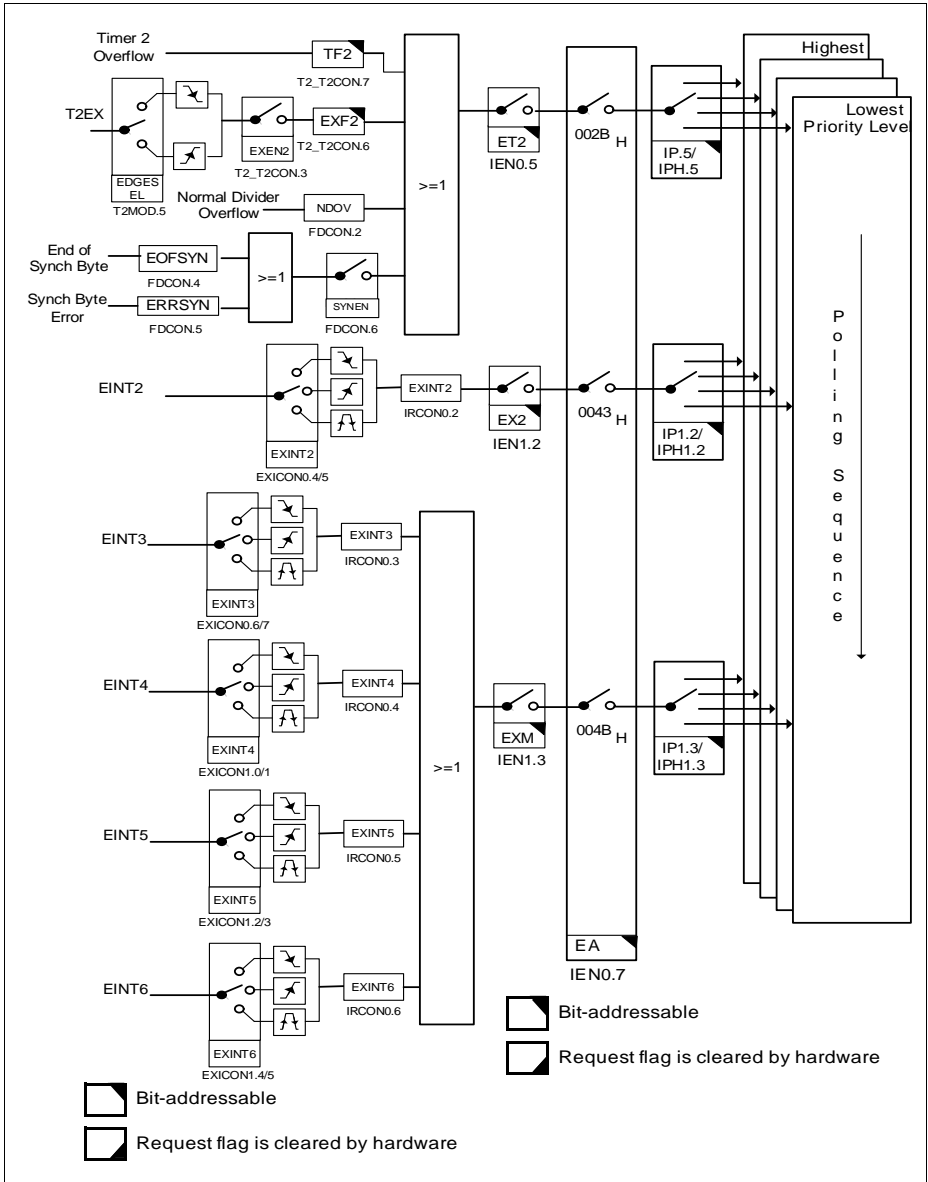 Timer 2
Overflow
TF2
T2_T2CON.7
T2EX
EDGES
EL
T2MOD.5
EXEN2
T2_T2CON.3
EXF2
T2_T2CON.6
Normal Divider
Overflow
NDOV
FDCON.2
End of
Synch Byte
EOFSYN
FDCON.4
Synch Byte
Error
ERRSYN
FDCON.5
>=1
SYNEN
FDCON.6
>=1
ET2
IEN0.5
002B H
IP.5/
IPH.5
Highest
Lowest
Priority Level
EINT2
EXINT2
EXICON0.4/5
EXINT2
IRCON0.2
EX2
IEN1.2
0043 H
IP1.2/
IPH1.2
Polling Sequence
EINT3
EXINT3
EXICON0.6/7
EXINT3
IRCON0.3
EINT4
EXINT4
EXICON1.0/1
EXINT4
IRCON0.4
>=1
EXM
IEN1.3
004B H
IP1.3/
IPH1.3
EINT5
EXINT5
EXICON1.2/3
EXINT5
IRCON0.5
EINT6
EXINT6
EXICON1.4/5
EXINT6
IRCON0.6
EA
IEN0.7
Bit-addressable
Request flag is cleared by hardware
Bit-addressable
Request flag is cleared by hardware